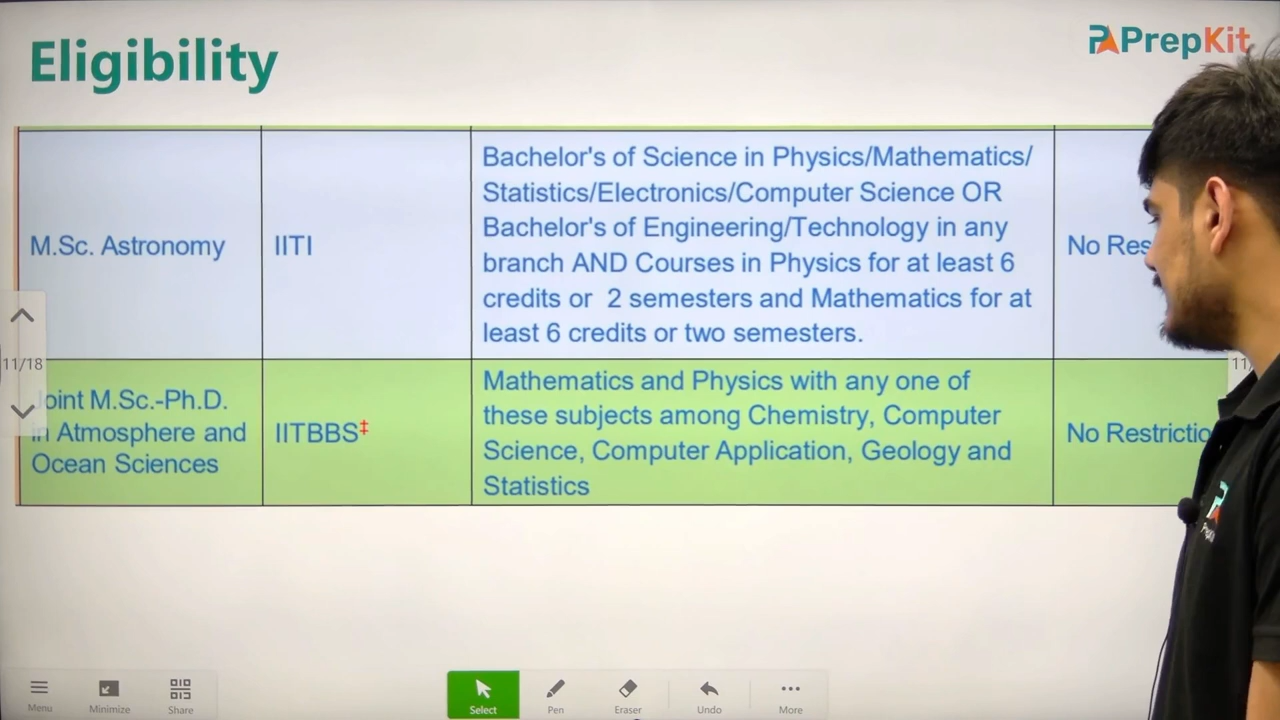 Eligibility
PrepKit
M.Sc. Astronomy
IITI
Bachelor's of Science in Physics/Mathematics/
Statistics/Electronics/Computer Science OR
Bachelor's of Engineering/Technology in any
branch AND Courses in Physics for at least 6
credits or 2 semesters and Mathematics for at
least 6 credits or two semesters.
No Res
Joint M.Sc.-Ph.D.
in Atmosphere and
Ocean Sciences
IITBBS‡
Mathematics and Physics with any one of
these subjects among Chemistry, Computer
Science, Computer Application, Geology and
Statistics
No Restrictio
11/18
11/
Menu
Minimize
Share
Select
Pen
Eraser
Undo
More